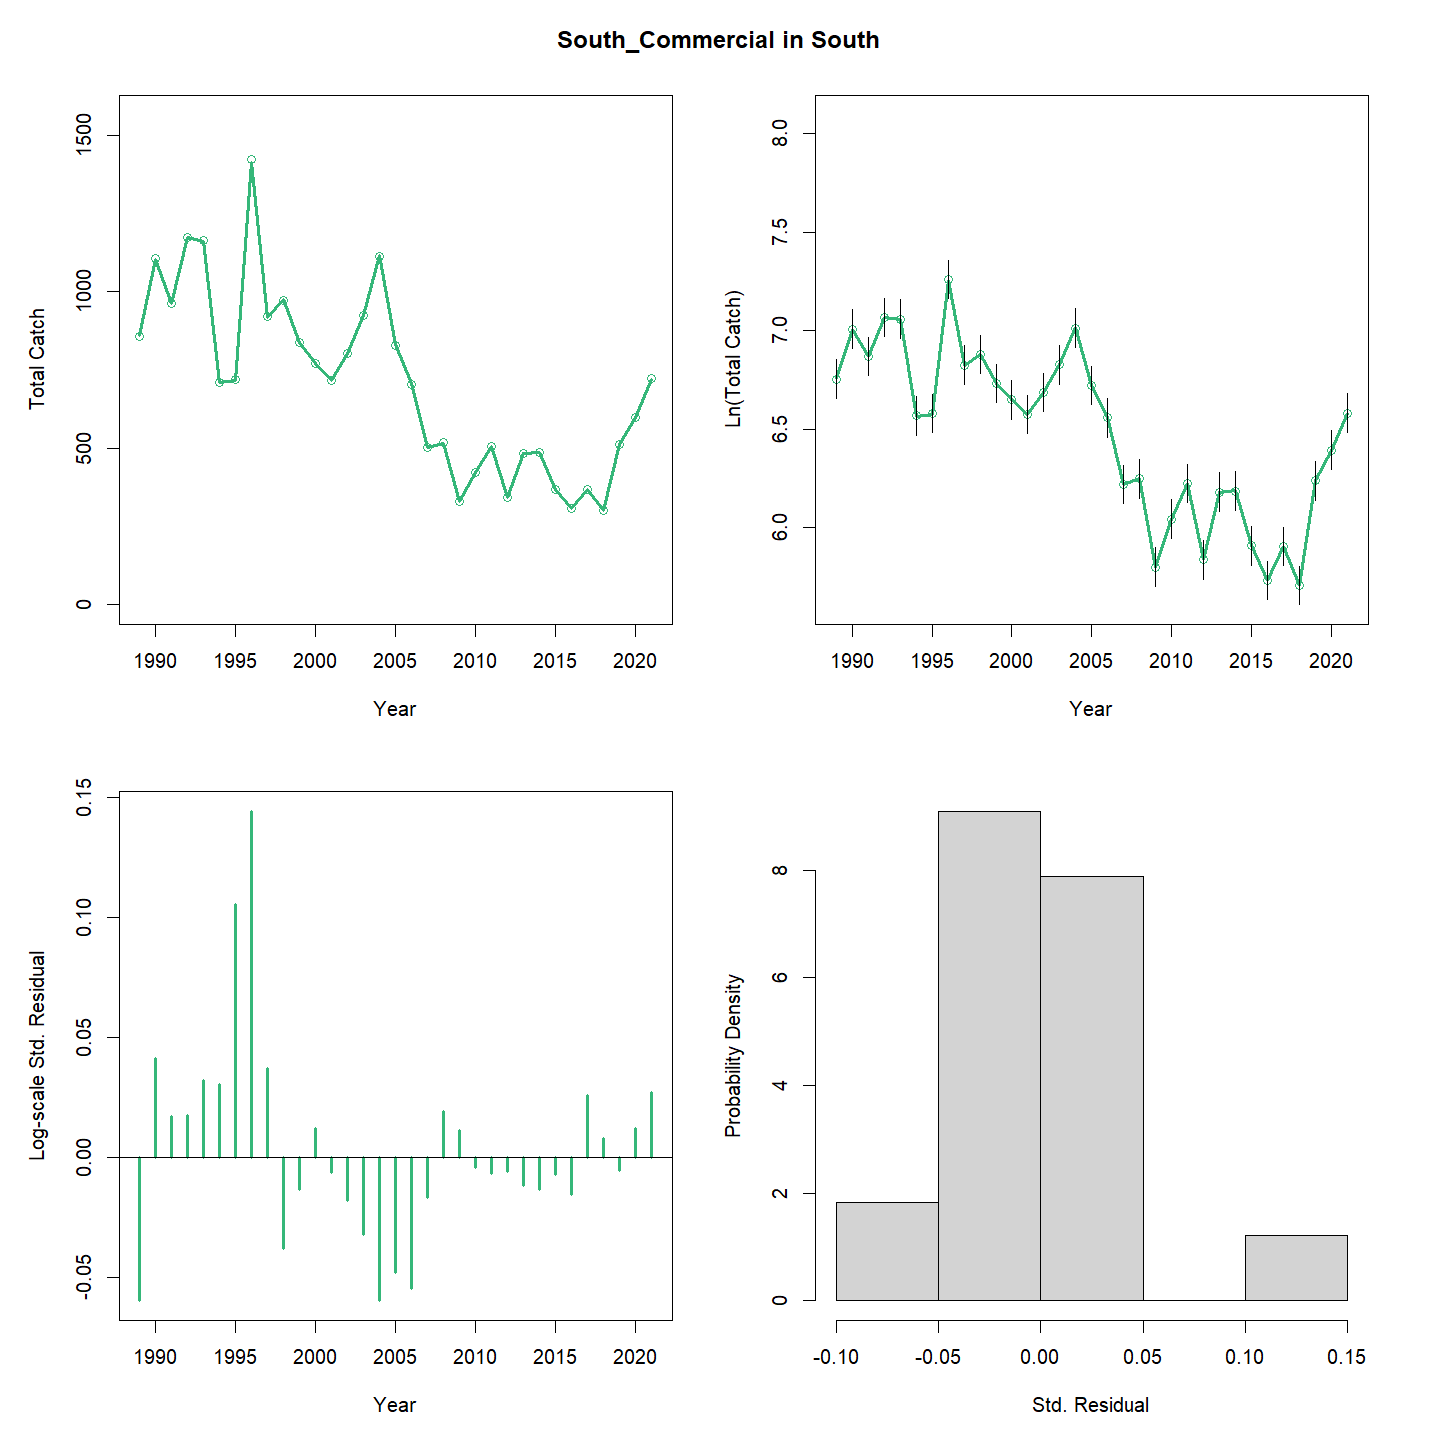 South_Commercial in South
Total Catch
1500
1000
500
0
1990 1995 2000 2005 2010 2015 2020
Year
Ln(Total Catch)
8.0
7.5
7.0
6.5
6.0
1990 1995 2000 2005 2010 2015 2020
Year
Log-scale Std. Residual
0.15
0.10
0.05
0.00
-0.05
1990 1995 2000 2005 2010 2015 2020
Year
Probability Density
8
6
4
2
0
-0.10 -0.05 0.00 0.05 0.10 0.15
Std. Residual